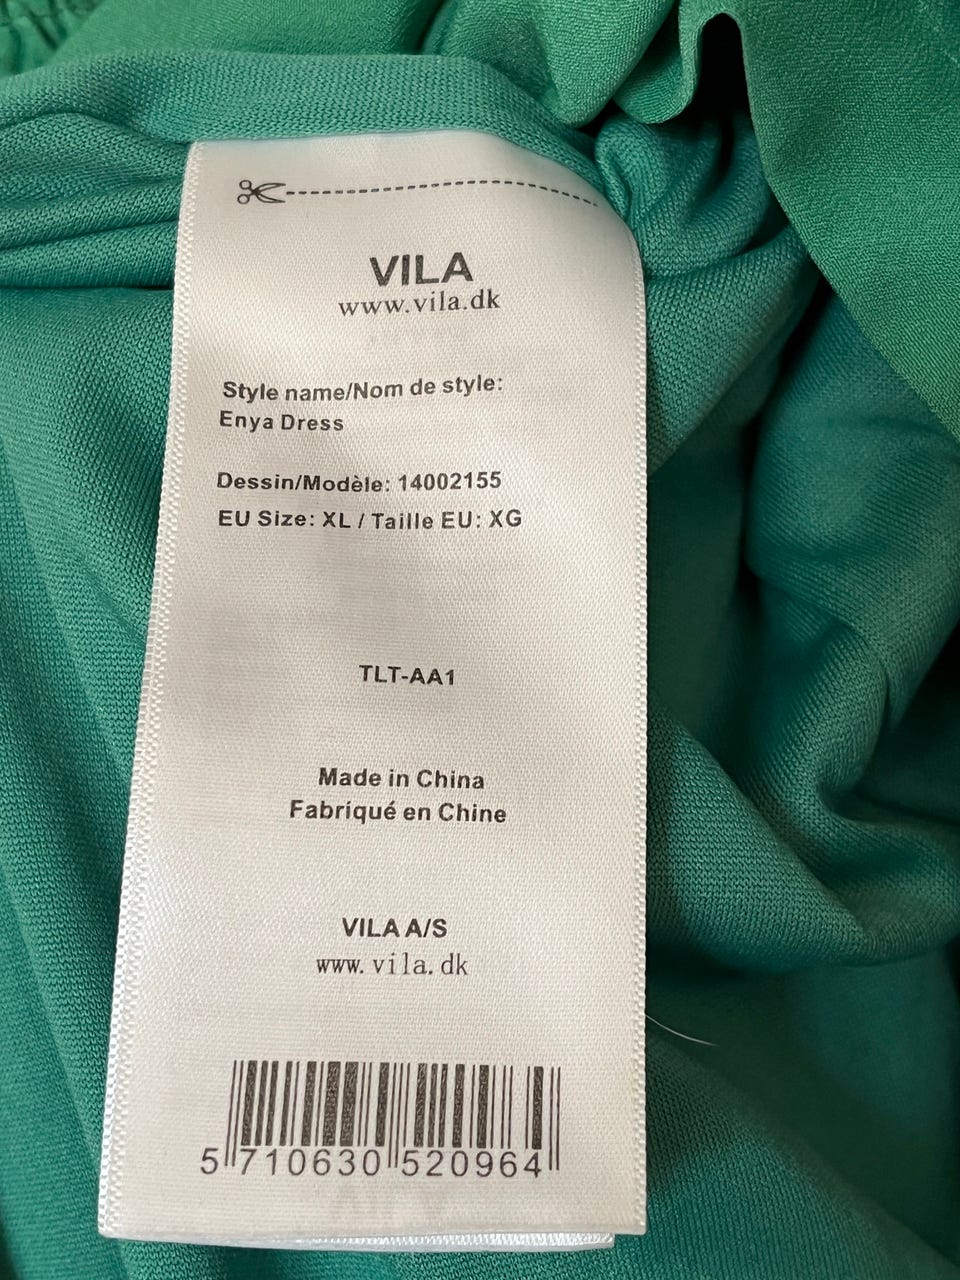 VILA
www.vila.dk
Style name/Nom de style:
Enya Dress
Dessin/Modèle: 14002155
EU Size: XL / Taille EU: XG
TLT-AA1
Made in China
Fabriqué en Chine
VILA A/S
www.vila.dk
5 710630 520964